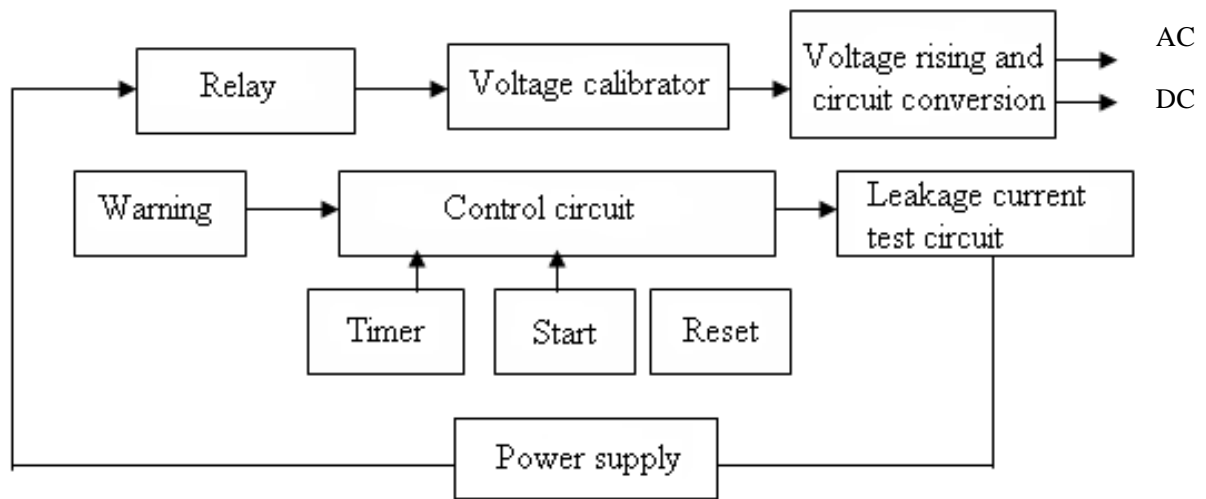 Relay
Voltage calibrator
Voltage rising and
circuit conversion
AC
DC
Warning
Control circuit
Leakage current
test circuit
Timer
Start
Reset
Power supply